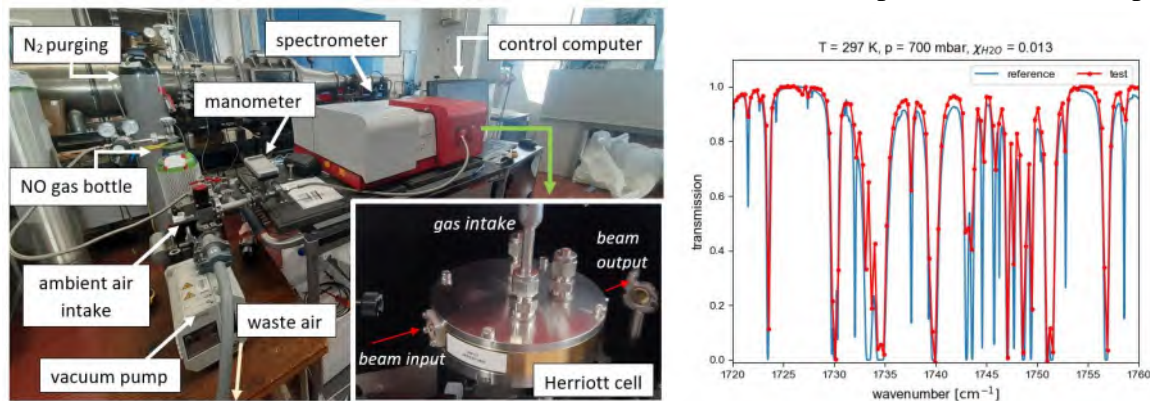 N₂ purging
spectrometer
control computer
manometer
NO gas bottle
ambient air
intake
waste air
vacuum pump
gas intake
beam
output
beam input
Herriott cell
T = 297 K, p = 700 mbar, χ_H2O = 0.013
reference
test
transmission
1.0
0.8
0.6
0.4
0.2
0.0
1720 1725 1730 1735 1740 1745 1750 1755 1760
wavenumber [cm⁻¹]